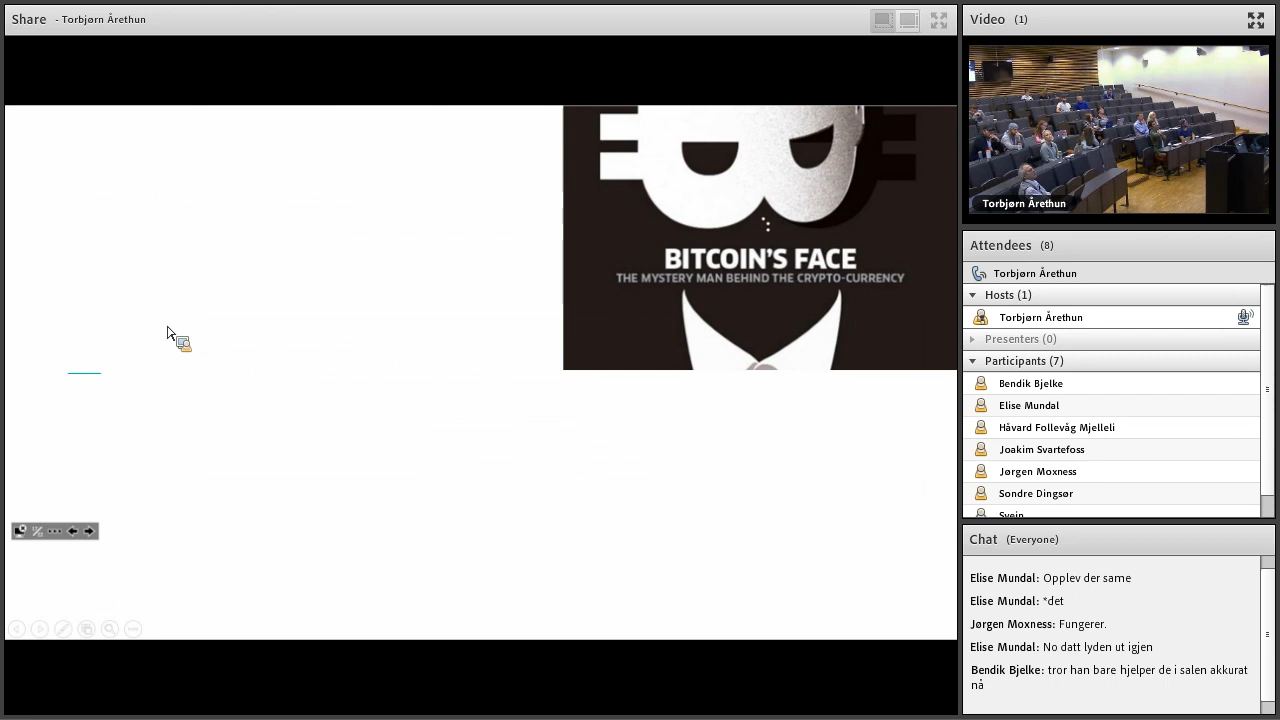 Share - Torbjørn Årethun
BITCOIN'S FACE
THE MYSTERY MAN BEHIND THE CRYPTO-CURRENCY
Video (1)
Torbjørn Årethun
Attendees (8)
Torbjørn Årethun
Hosts (1)
Torbjørn Årethun
Presenters (0)
Participants (7)
Bendik Bjelke
Elise Mundal
Håvard Follevåg Mjelleli
Joakim Svartefoss
Jørgen Moxness
Sondre Dingsør
Svein
Chat (Everyone)
Elise Mundal: Opplev der same
Elise Mundal: *det
Jørgen Moxness: Fungerer.
Elise Mundal: No datt lyden ut igjen
Bendik Bjelke: tror han bare hjelper de i salen akkurat
nå